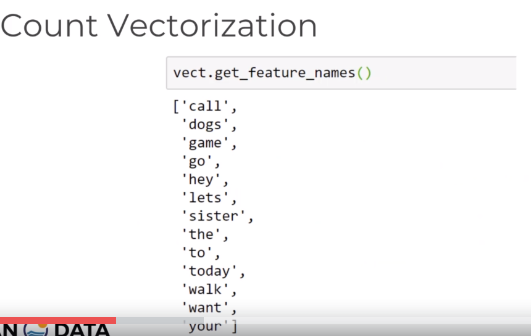 Count Vectorization
vect.get_feature_names()
['call',
'dogs',
'game',
'go',
'hey',
'lets',
'sister',
'the',
'to',
'today',
'walk',
'want',
'your']
N DATA